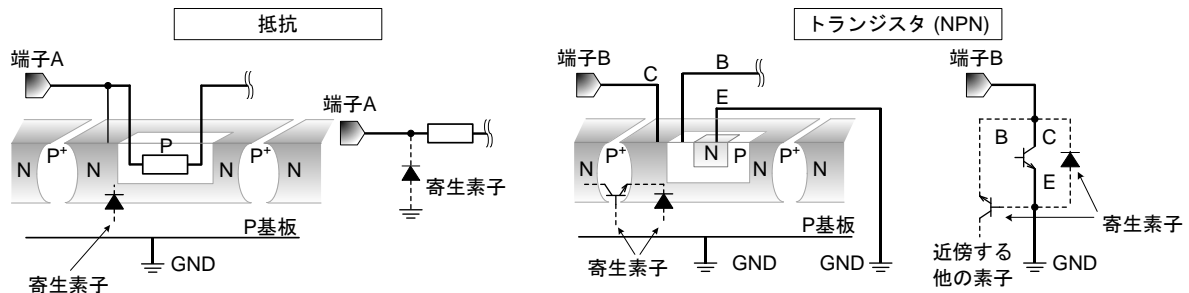 抵抗
端子A
P
N
P+
N
N
P+
N
P基板
寄生素子
GND
端子A
寄生素子
トランジスタ (NPN)
端子B
C
B
E
N
P+
N
N
P
N
P+
N
P基板
寄生素子
GND
GND
端子B
B
C
E
寄生素子
近傍する
他の素子
GND